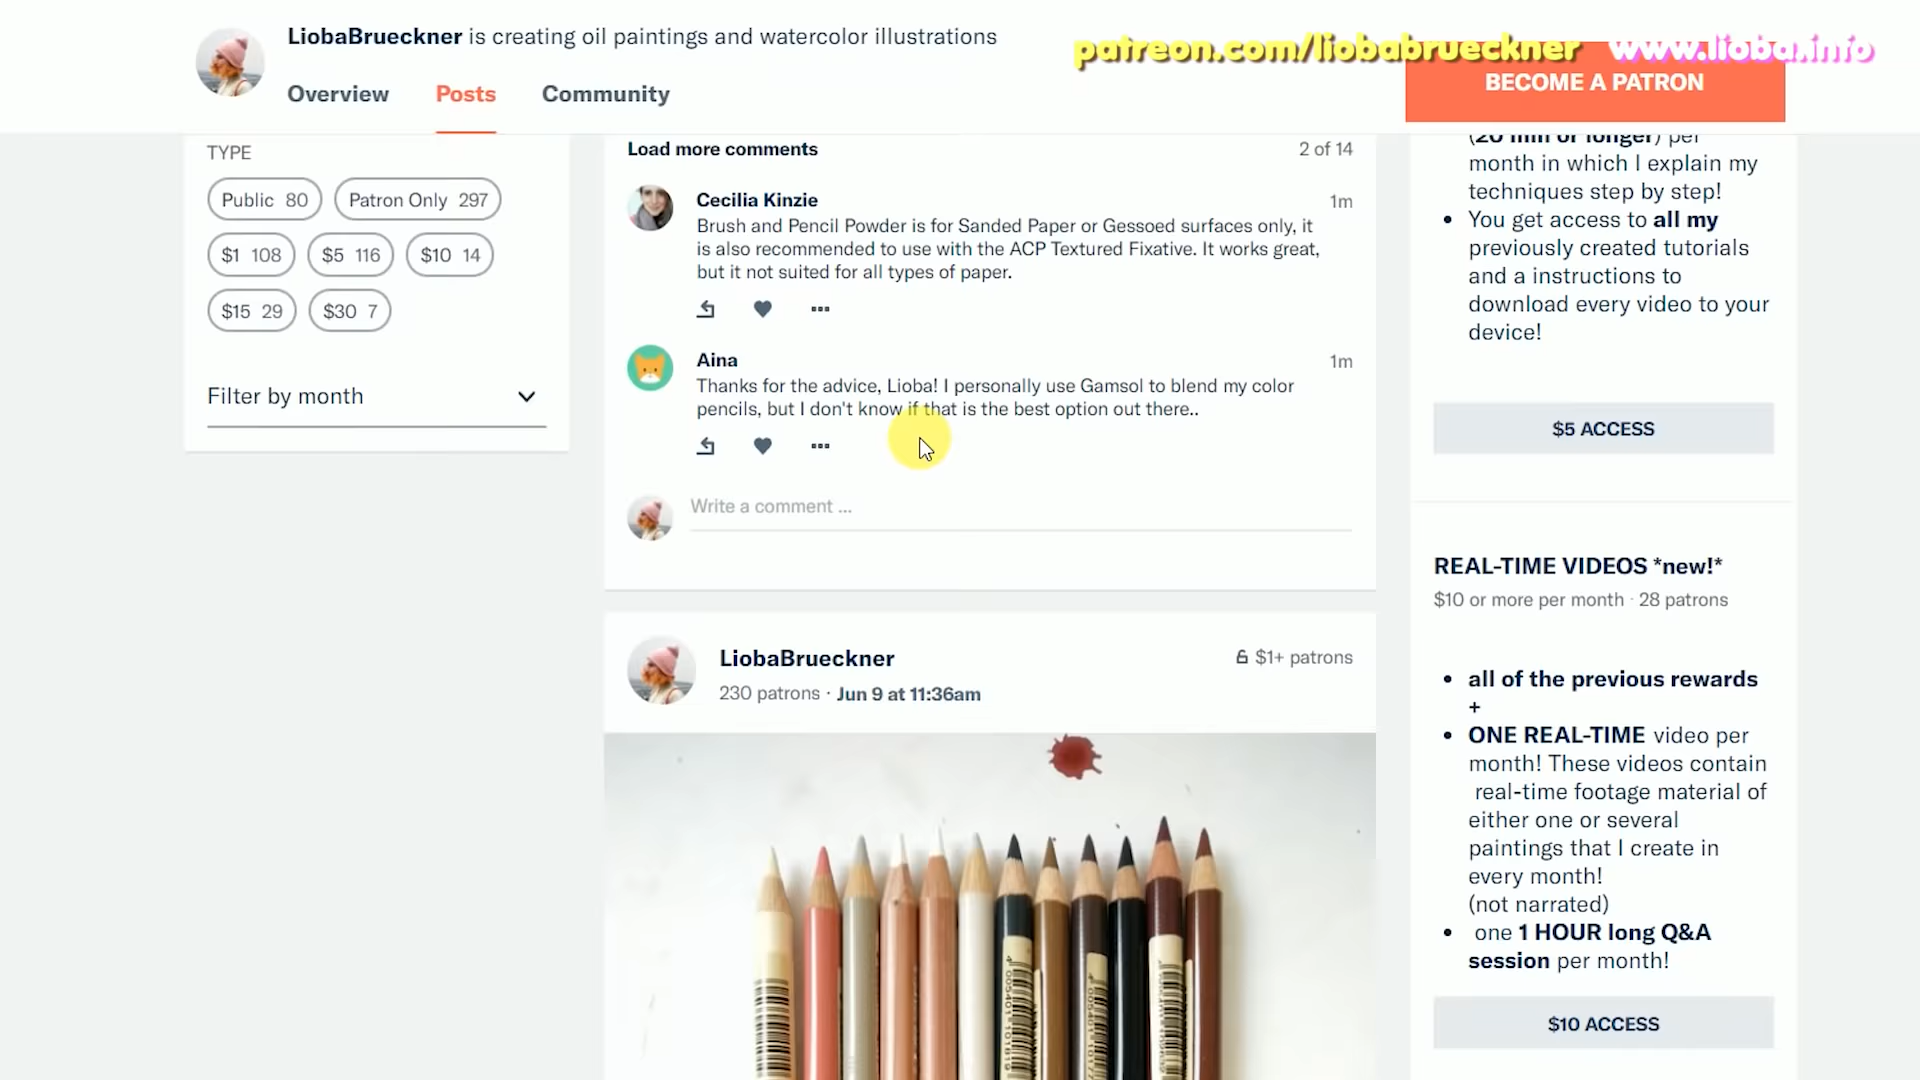 LiobaBrueckner is creating oil paintings and watercolor illustrations
patreon.com/liobabrueckner www.lioba.info
Overview Posts Community
BECOME A PATRON
TYPE
Public 80 Patron Only 297
$1 108 $5 116 $10 14
$15 29 $30 7
Filter by month
Load more comments 2 of 14
Cecilia Kinzie 1m
Brush and Pencil Powder is for Sanded Paper or Gessoed surfaces only, it
is also recommended to use with the ACP Textured Fixative. It works great,
but it not suited for all types of paper.
Aina 1m
Thanks for the advice, Lioba! I personally use Gamsol to blend my color
pencils, but I don't know if that is the best option out there..
Write a comment ...
LiobaBrueckner $1+ patrons
230 patrons · Jun 9 at 11:36am
(20 min or longer) per
month in which I explain my
techniques step by step!
• You get access to all my
previously created tutorials
and a instructions to
download every video to your
device!
$5 ACCESS
REAL-TIME VIDEOS *new!*
$10 or more per month · 28 patrons
• all of the previous rewards
+
• ONE REAL-TIME video per
month! These videos contain
real-time footage material of
either one or several
paintings that I create in
every month!
(not narrated)
• one 1 HOUR long Q&A
session per month!
$10 ACCESS